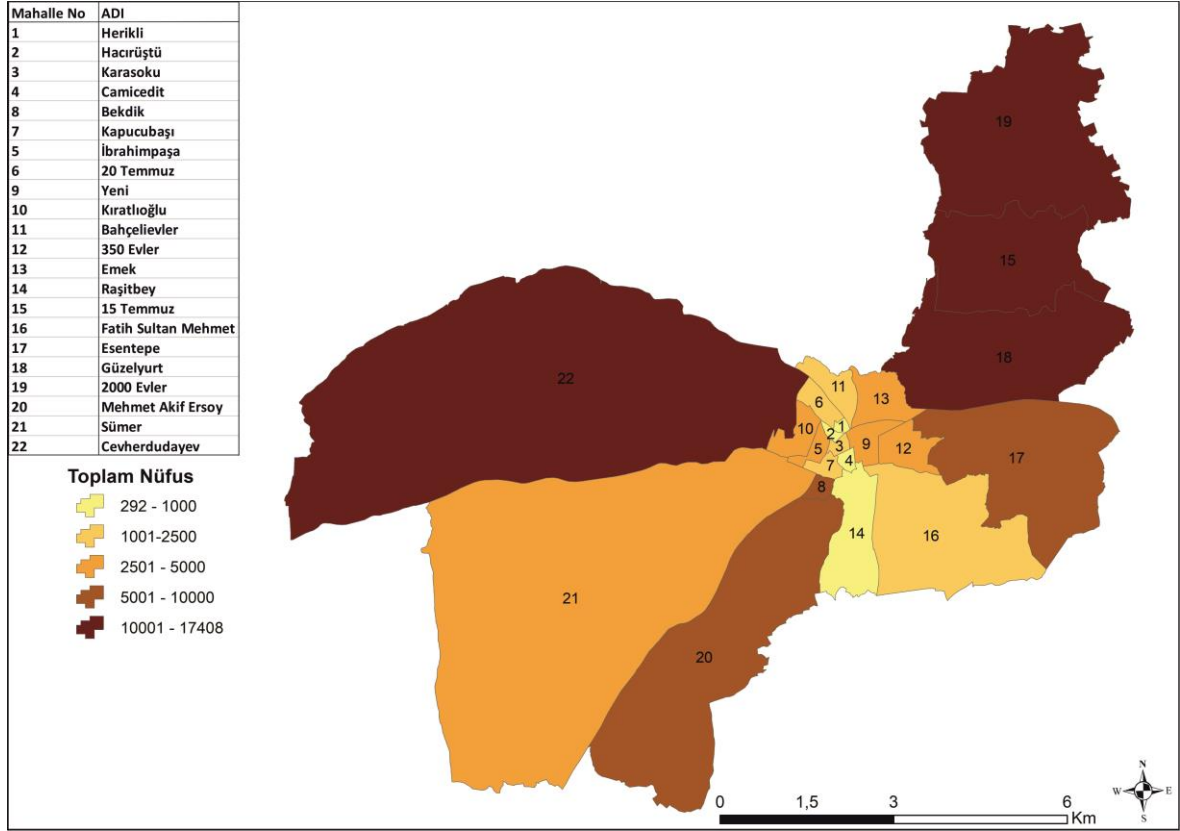 Mahalle No ADI
1 Herikli
2 Hacırüştü
3 Karasoku
4 Camicedit
8 Bekdik
7 Kapucubaşı
5 İbrahimpaşa
6 20 Temmuz
9 Yeni
10 Kıratlıoğlu
11 Bahçelievler
12 350 Evler
13 Emek
14 Raşitbey
15 15 Temmuz
16 Fatih Sultan Mehmet
17 Esentepe
18 Güzelyurt
19 2000 Evler
20 Mehmet Akif Ersoy
21 Sümer
22 Cevherdudayev
Toplam Nüfus
292 - 1000
1001-2500
2501 - 5000
5001 - 10000
10001 - 17408
19
15
18
22
11
13
6
1
10
2
3
9
12
5
4
7
17
8
14
16
21
20
N
W E
S
0 1,5 3 6
Km